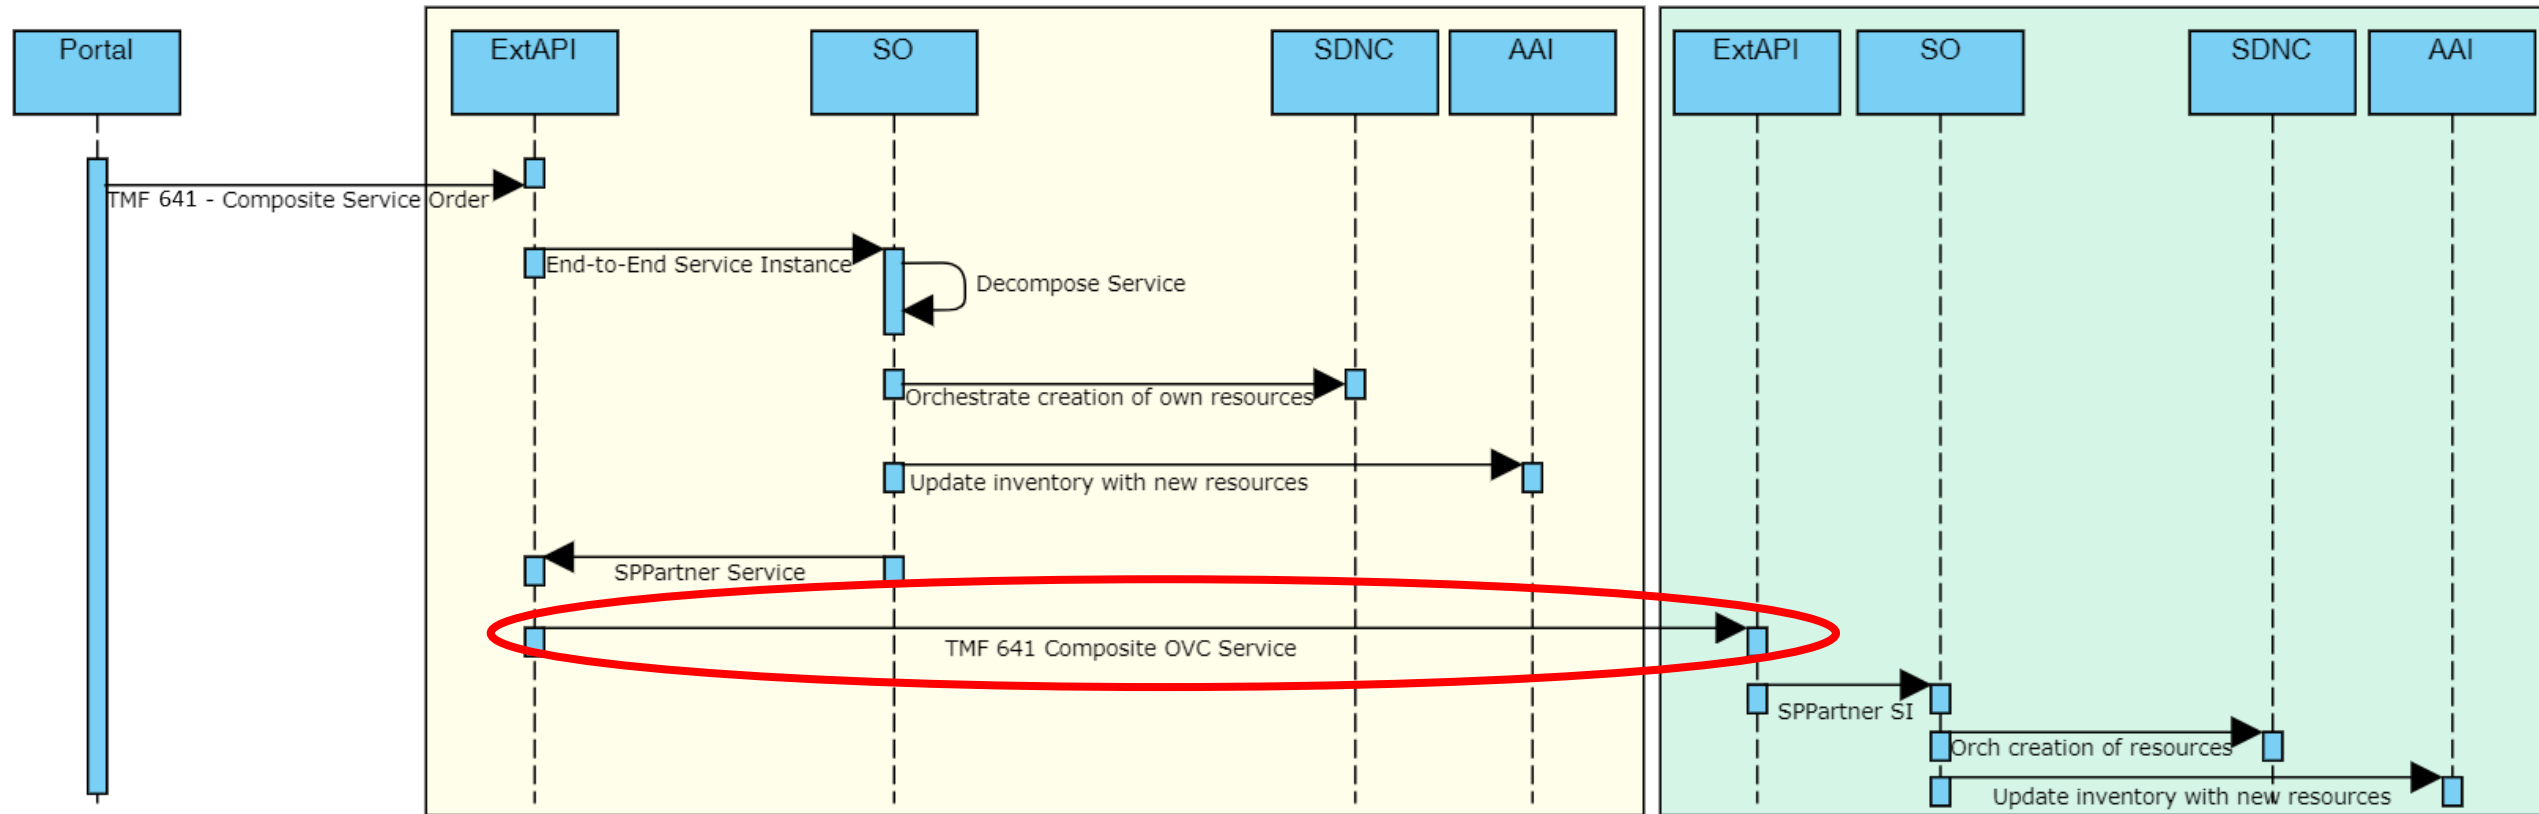 Portal
ExtAPI
SO
SDNC
AAI
ExtAPI
SO
SDNC
AAI
TMF 641 - Composite Service Order
End-to-End Service Instance
Decompose Service
Orchestrate creation of own resources
Update inventory with new resources
SPPartner Service
TMF 641 Composite OVC Service
SPPartner SI
Orch creation of resources
Update inventory with new resources